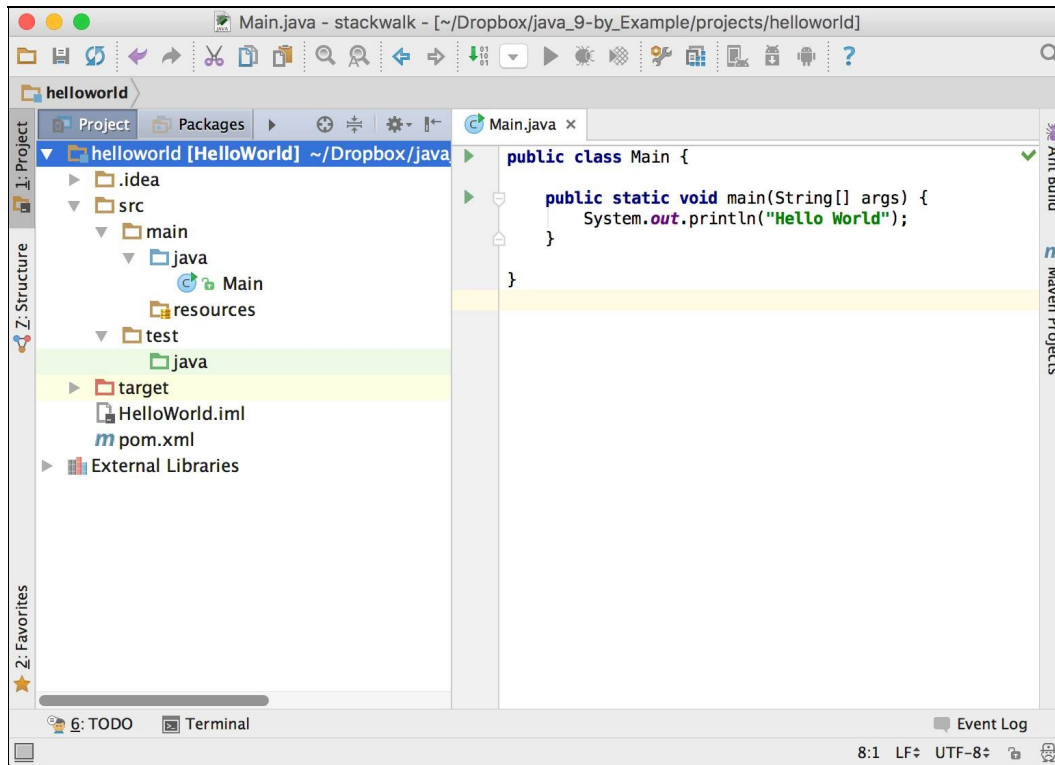 Main.java - stackwalk - [~/Dropbox/java_9-by_Example/projects/helloworld]
helloworld
1: Project
Z: Structure
2: Favorites
Project Packages
helloworld [HelloWorld] ~/Dropbox/java
.idea
src
main
java
Main
resources
test
java
target
HelloWorld.iml
pom.xml
External Libraries
Main.java
public class Main {
public static void main(String[] args) {
System.out.println("Hello World");
}
}
Ant Build
Maven Projects
6: TODO Terminal Event Log
8:1 LF UTF-8